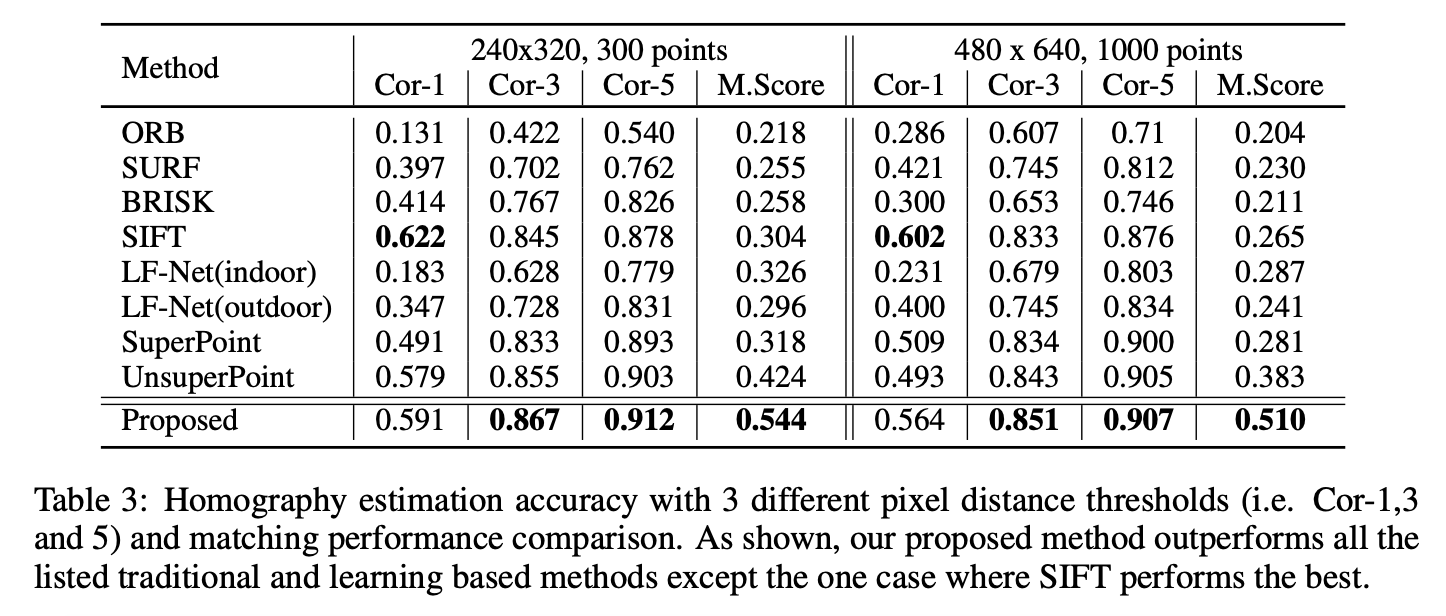 Method 240x320, 300 points 480 x 640, 1000 points
Cor-1 Cor-3 Cor-5 M.Score Cor-1 Cor-3 Cor-5 M.Score
ORB 0.131 0.422 0.540 0.218 0.286 0.607 0.71 0.204
SURF 0.397 0.702 0.762 0.255 0.421 0.745 0.812 0.230
BRISK 0.414 0.767 0.826 0.258 0.300 0.653 0.746 0.211
SIFT 0.622 0.845 0.878 0.304 0.602 0.833 0.876 0.265
LF-Net(indoor) 0.183 0.628 0.779 0.326 0.231 0.679 0.803 0.287
LF-Net(outdoor) 0.347 0.728 0.831 0.296 0.400 0.745 0.834 0.241
SuperPoint 0.491 0.833 0.893 0.318 0.509 0.834 0.900 0.281
UnsuperPoint 0.579 0.855 0.903 0.424 0.493 0.843 0.905 0.383
Proposed 0.591 0.867 0.912 0.544 0.564 0.851 0.907 0.510
Table 3: Homography estimation accuracy with 3 different pixel distance thresholds (i.e. Cor-1,3
and 5) and matching performance comparison. As shown, our proposed method outperforms all the
listed traditional and learning based methods except the one case where SIFT performs the best.